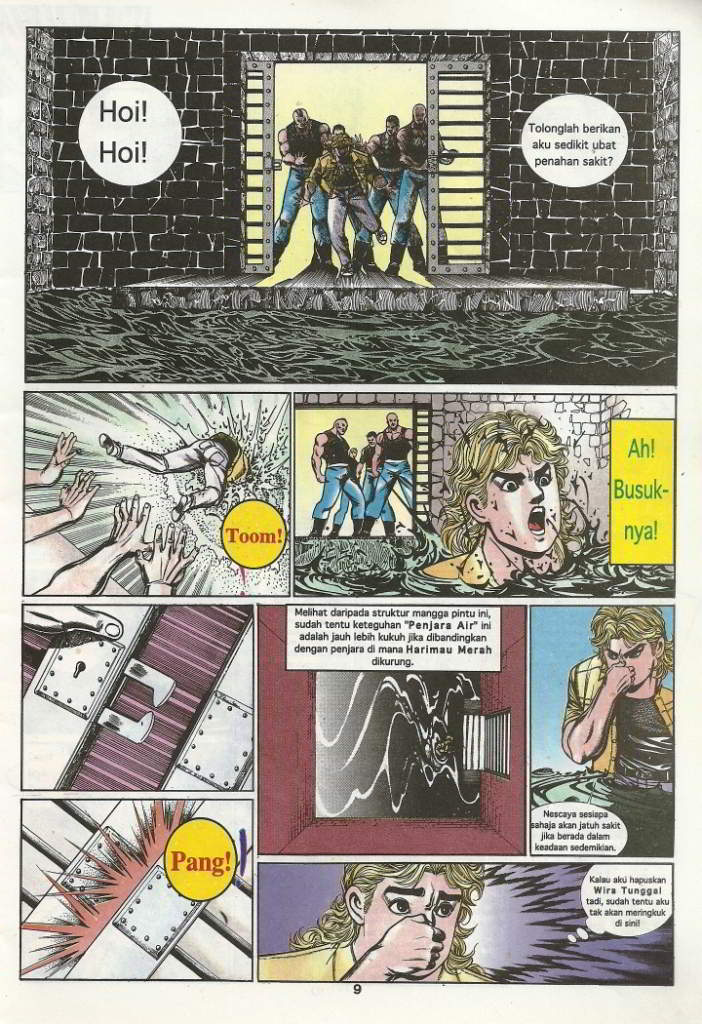 Hoi!
Hoi!
Tolonglah berikan
aku sedikit ubat
penahan sakit?
Toom!
Ah!
Busuk-
nya!
Melihat daripada struktur mangga pintu ini,
sudah tentu keteguhan "Penjara Air" ini
adalah jauh lebih kukuh jika dibandingkan
dengan penjara di mana Harimau Merah
dikurung.
Nescaya sesiapa
sahaja akan jatuh sakit
jika berada dalam
keadaan sedemikian.
Pang!
Kalau aku hapuskan
Wira Tunggal
tadi, sudah tentu aku
tak akan meringkuk
di sini!
9